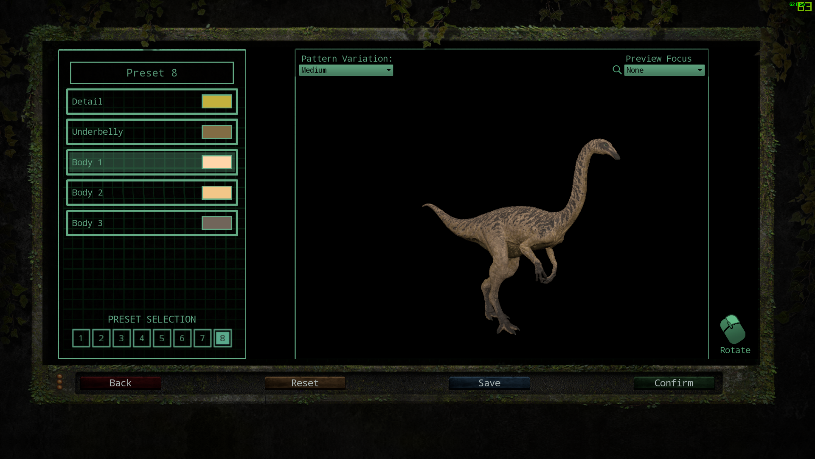 63
Preset 8
Detail
Underbelly
Body 1
Body 2
Body 3
PRESET SELECTION
1 2 3 4 5 6 7 8
Pattern Variation:
Medium
Preview Focus
None
Rotate
Back
Reset
Save
Confirm